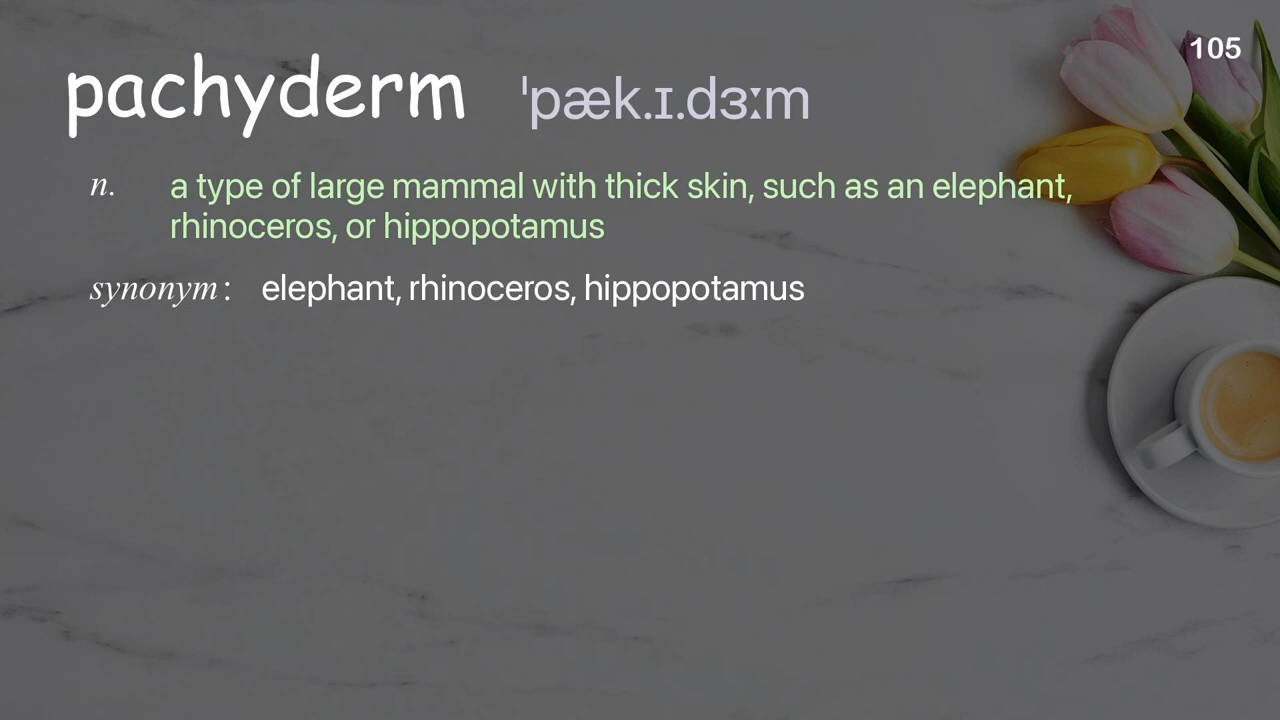 105
pachyderm ˈpæk.ɪ.dɜːm
n. a type of large mammal with thick skin, such as an elephant,
rhinoceros, or hippopotamus
synonym: elephant, rhinoceros, hippopotamus